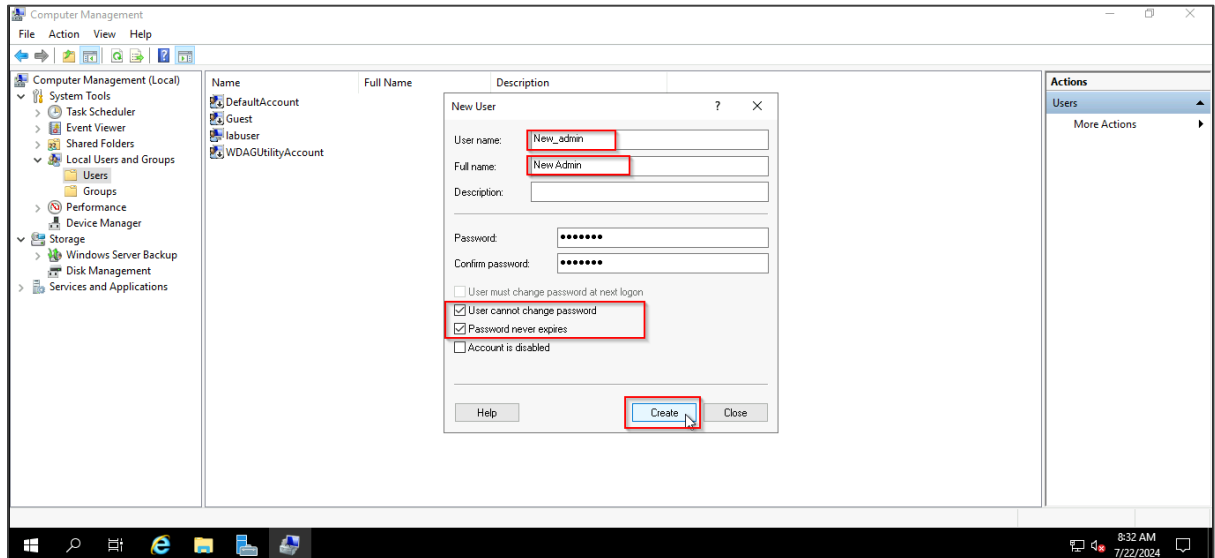 Computer Management
File Action View Help
Computer Management (Local)
System Tools
Task Scheduler
Event Viewer
Shared Folders
Local Users and Groups
Users
Groups
Performance
Device Manager
Storage
Windows Server Backup
Disk Management
Services and Applications
Name Full Name Description
DefaultAccount
Guest
labuser
WDAGUtilityAccount
New User ?
User name: New_admin
Full name: New Admin
Description:
Password: •••••••
Confirm password: •••••••
User must change password at next logon
User cannot change password
Password never expires
Account is disabled
Help Create Close
Actions
Users
More Actions
8:32 AM
7/22/2024